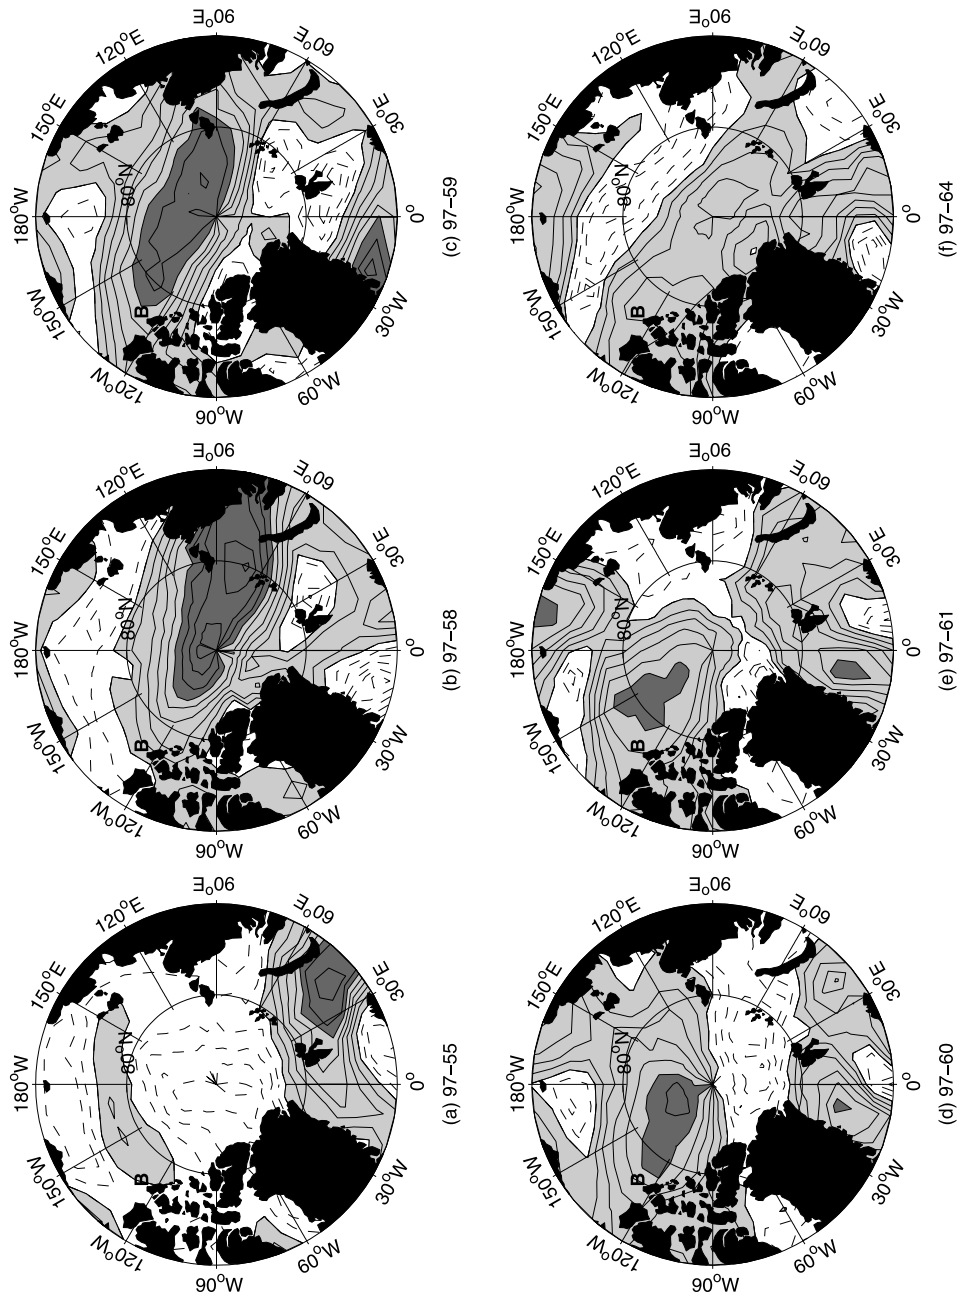 180°W
150°E
120°E
90°E
60°E
30°E
0°
30°W
60°W
90°W
120°W
150°W
80°N
B
(a) 97−55
180°W
150°E
120°E
90°E
60°E
30°E
0°
30°W
60°W
90°W
120°W
150°W
80°N
B
(b) 97−58
180°W
150°E
120°E
90°E
60°E
30°E
0°
30°W
60°W
90°W
120°W
150°W
80°N
B
(c) 97−59
180°W
150°E
120°E
90°E
60°E
30°E
0°
30°W
60°W
90°W
120°W
150°W
80°N
B
(d) 97−60
180°W
150°E
120°E
90°E
60°E
30°E
0°
30°W
60°W
90°W
120°W
150°W
80°N
B
(e) 97−61
180°W
150°E
120°E
90°E
60°E
30°E
0°
30°W
60°W
90°W
120°W
150°W
80°N
B
(f) 97−64